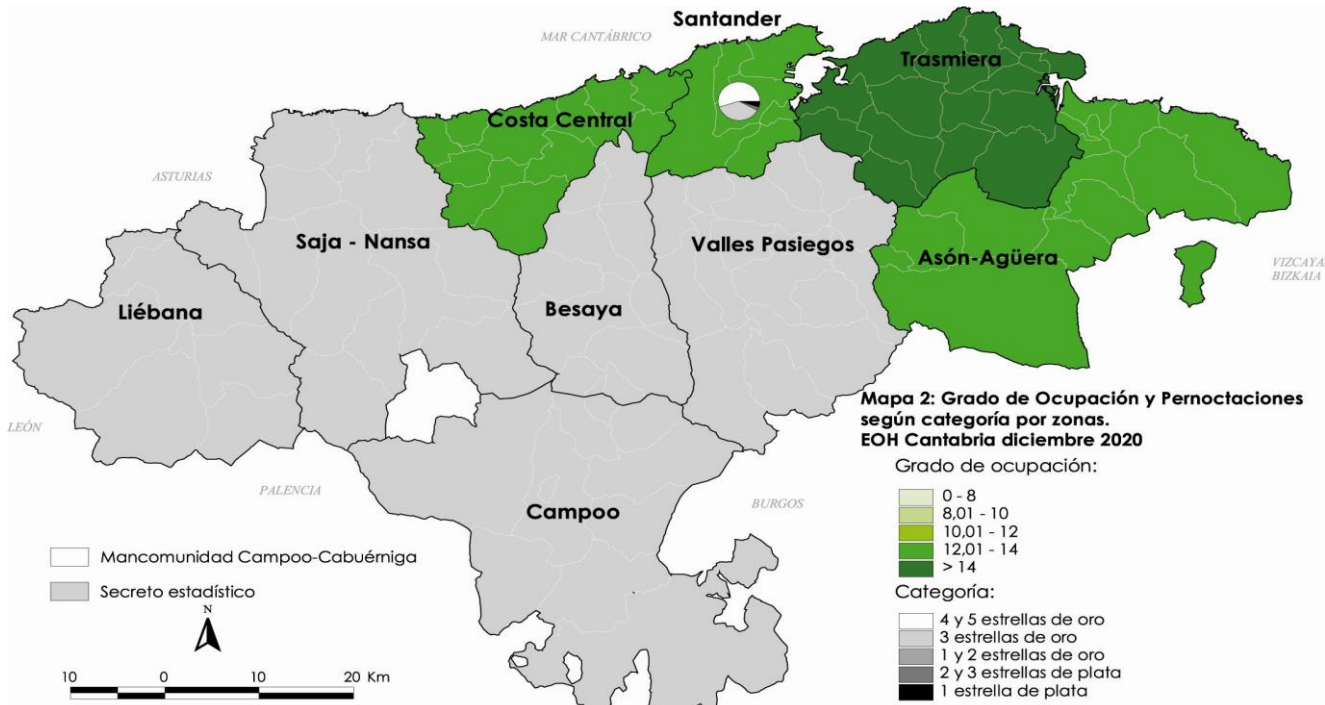 Santander
MAR CANTÁBRICO
Trasmiera
Costa Central
ASTURIAS
Saja - Nansa
Valles Pasiegos
Asón-Agüera
VIZCAYA
BIZKAIA
Liébana
Besaya
Mapa 2: Grado de Ocupación y Pernoctaciones
según categoría por zonas.
EOH Cantabria diciembre 2020
LEÓN
PALENCIA
Campoo
BURGOS
Grado de ocupación:
0 - 8
8,01 - 10
10,01 - 12
12,01 - 14
> 14
Categoría:
4 y 5 estrellas de oro
3 estrellas de oro
1 y 2 estrellas de oro
2 y 3 estrellas de plata
1 estrella de plata
Mancomunidad Campoo-Cabuérniga
Secreto estadístico
N
10 0 10 20 Km